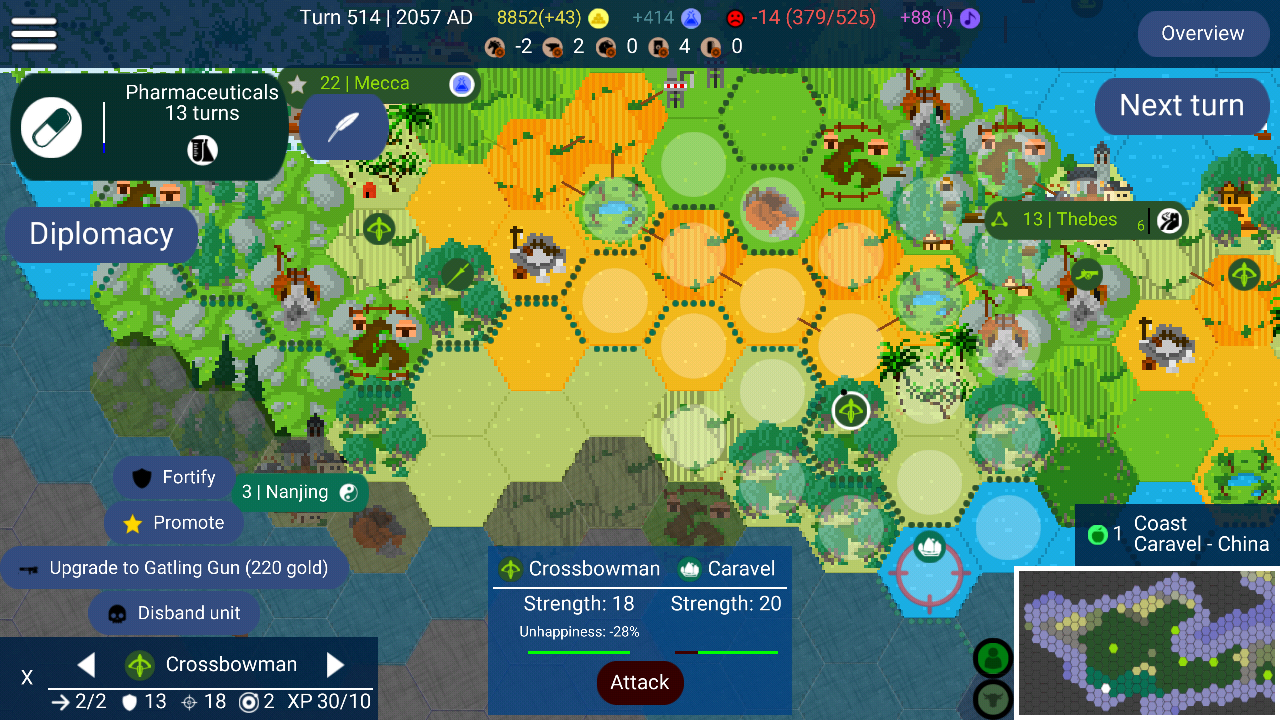 Turn 514 | 2057 AD
8852(+43)
+414
-14 (379/525)
+88 (!)
-2
2
0
4
0
Overview
Pharmaceuticals
13 turns
22 | Mecca
Next turn
Diplomacy
13 | Thebes
6
Fortify
3 | Nanjing
Promote
Upgrade to Gatling Gun (220 gold)
Disband unit
X
Crossbowman
2/2
13
18
2
XP 30/10
Crossbowman
Caravel
Strength: 18
Strength: 20
Unhappiness: -28%
Attack
1
Coast
Caravel - China